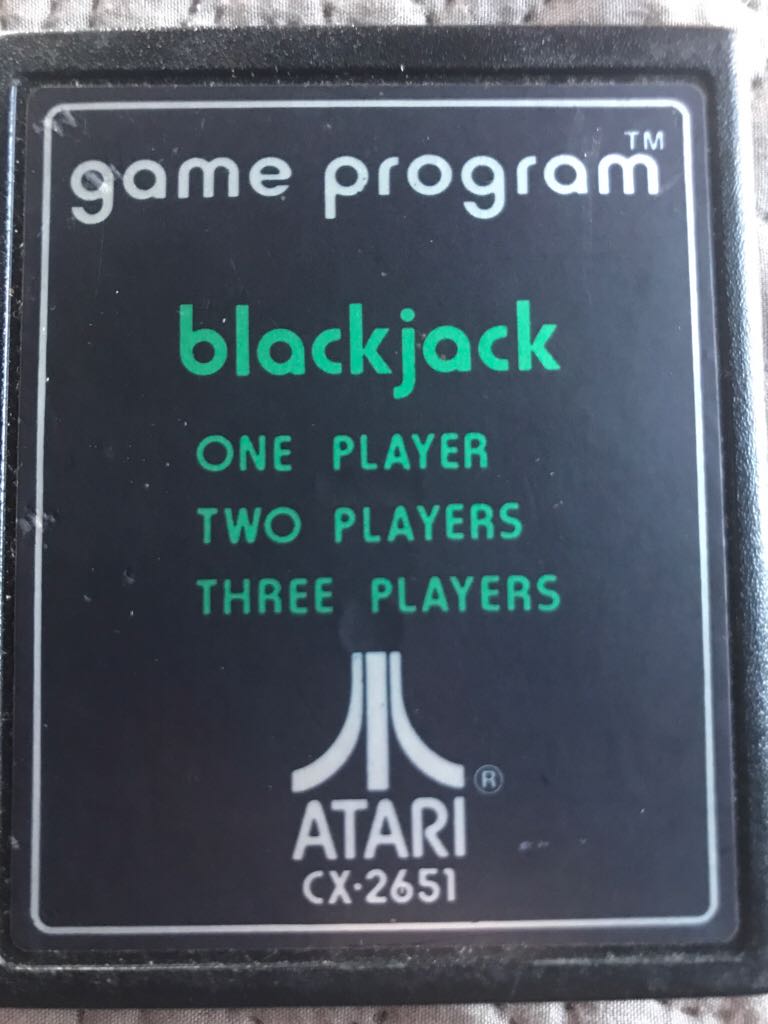 game program™
blackjack
ONE PLAYER
TWO PLAYERS
THREE PLAYERS
ATARI®
CX·2651